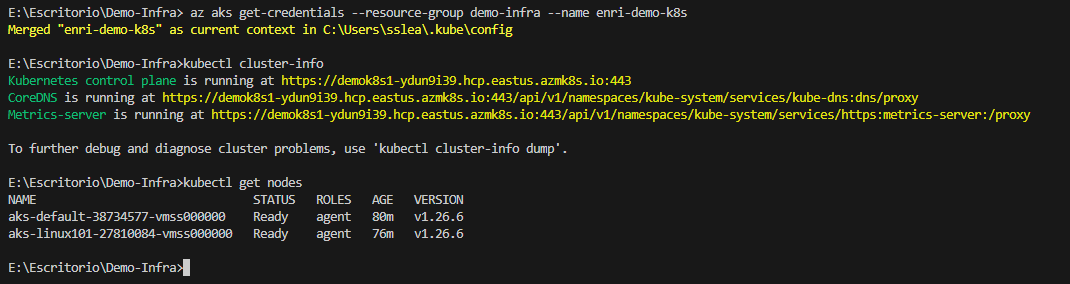 E:\Escritorio\Demo-Infra> az aks get-credentials --resource-group demo-infra --name enri-demo-k8s
Merged "enri-demo-k8s" as current context in C:\Users\sslea\.kube\config
E:\Escritorio\Demo-Infra>kubectl cluster-info
Kubernetes control plane is running at https://demok8s1-ydun9i39.hcp.eastus.azmk8s.io:443
CoreDNS is running at https://demok8s1-ydun9i39.hcp.eastus.azmk8s.io:443/api/v1/namespaces/kube-system/services/kube-dns:dns/proxy
Metrics-server is running at https://demok8s1-ydun9i39.hcp.eastus.azmk8s.io:443/api/v1/namespaces/kube-system/services/https:metrics-server:/proxy
To further debug and diagnose cluster problems, use 'kubectl cluster-info dump'.
E:\Escritorio\Demo-Infra>kubectl get nodes
NAME STATUS ROLES AGE VERSION
aks-default-38734577-vmss000000 Ready agent 80m v1.26.6
aks-linux101-27810084-vmss000000 Ready agent 76m v1.26.6
E:\Escritorio\Demo-Infra>